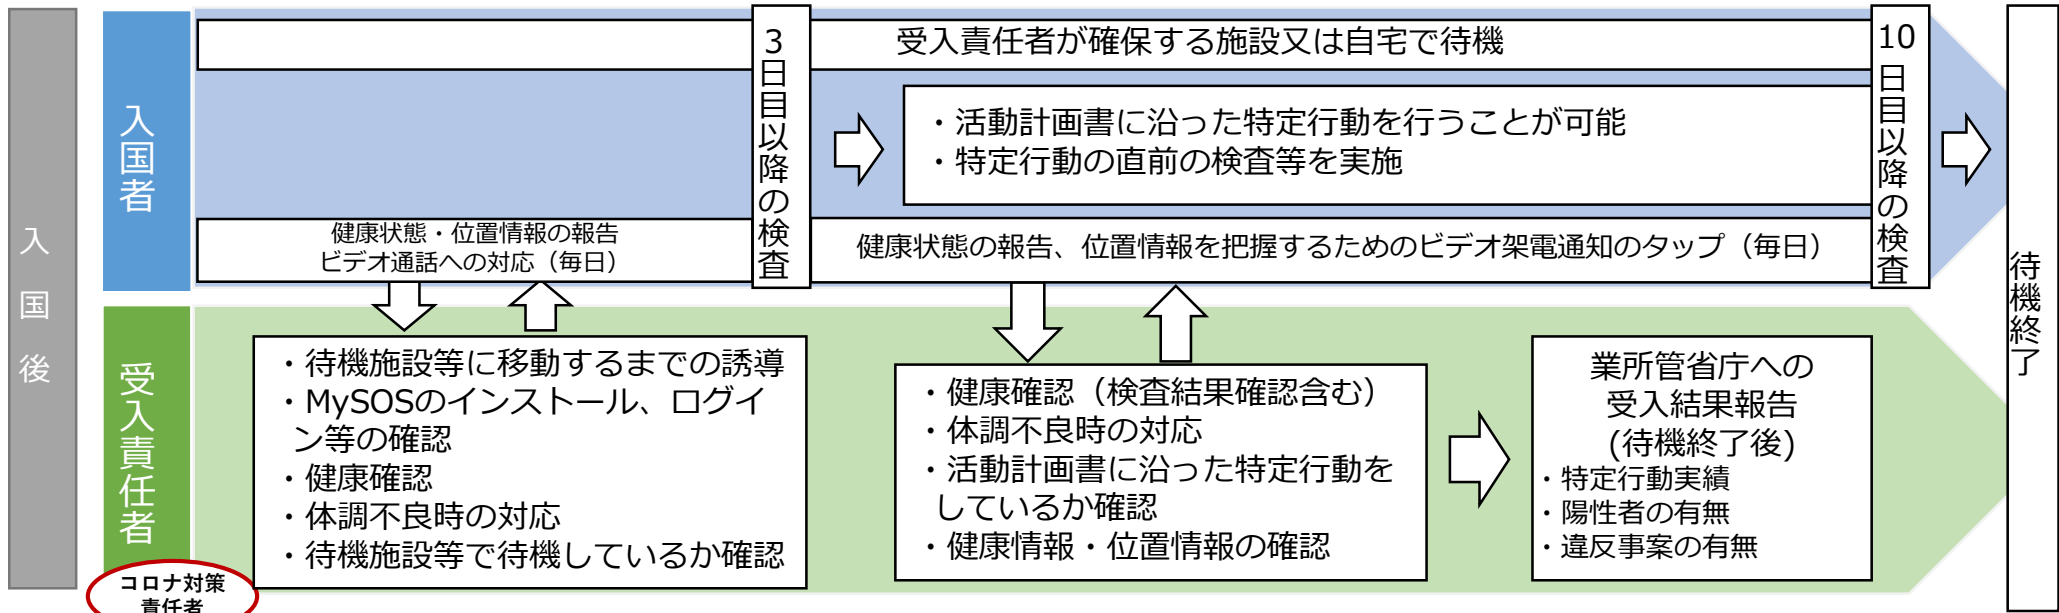 入国後
入国者
受入責任者が確保する施設又は自宅で待機
3日目以降の検査
10日目以降の検査
・活動計画書に沿った特定行動を行うことが可能
・特定行動の直前の検査等を実施
健康状態・位置情報の報告
ビデオ通話への対応（毎日）
健康状態の報告、位置情報を把握するためのビデオ架電通知のタップ（毎日）
待機終了
受入責任者
コロナ対策
責任者
・待機施設等に移動するまでの誘導
・MySOSのインストール、ログイ
ン等の確認
・健康確認
・体調不良時の対応
・待機施設等で待機しているか確認
・健康確認（検査結果確認含む）
・体調不良時の対応
・活動計画書に沿った特定行動を
しているか確認
・健康情報・位置情報の確認
業所管省庁への
受入結果報告
(待機終了後)
・特定行動実績
・陽性者の有無
・違反事案の有無